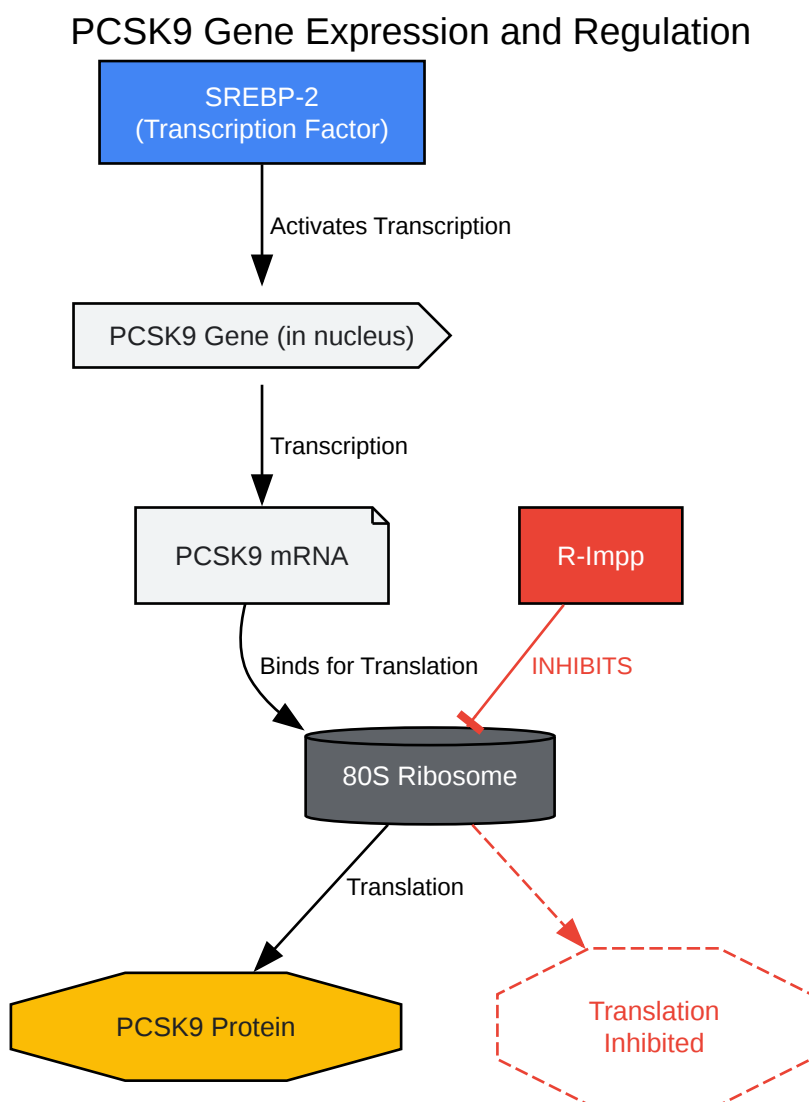 PCSK9 Gene Expression and Regulation
SREBP-2
(Transcription Factor)
Activates Transcription
PCSK9 Gene (in nucleus)
Transcription
PCSK9 mRNA
R-Impp
Binds for Translation
INHIBITS
80S Ribosome
Translation
PCSK9 Protein
Translation
Inhibited